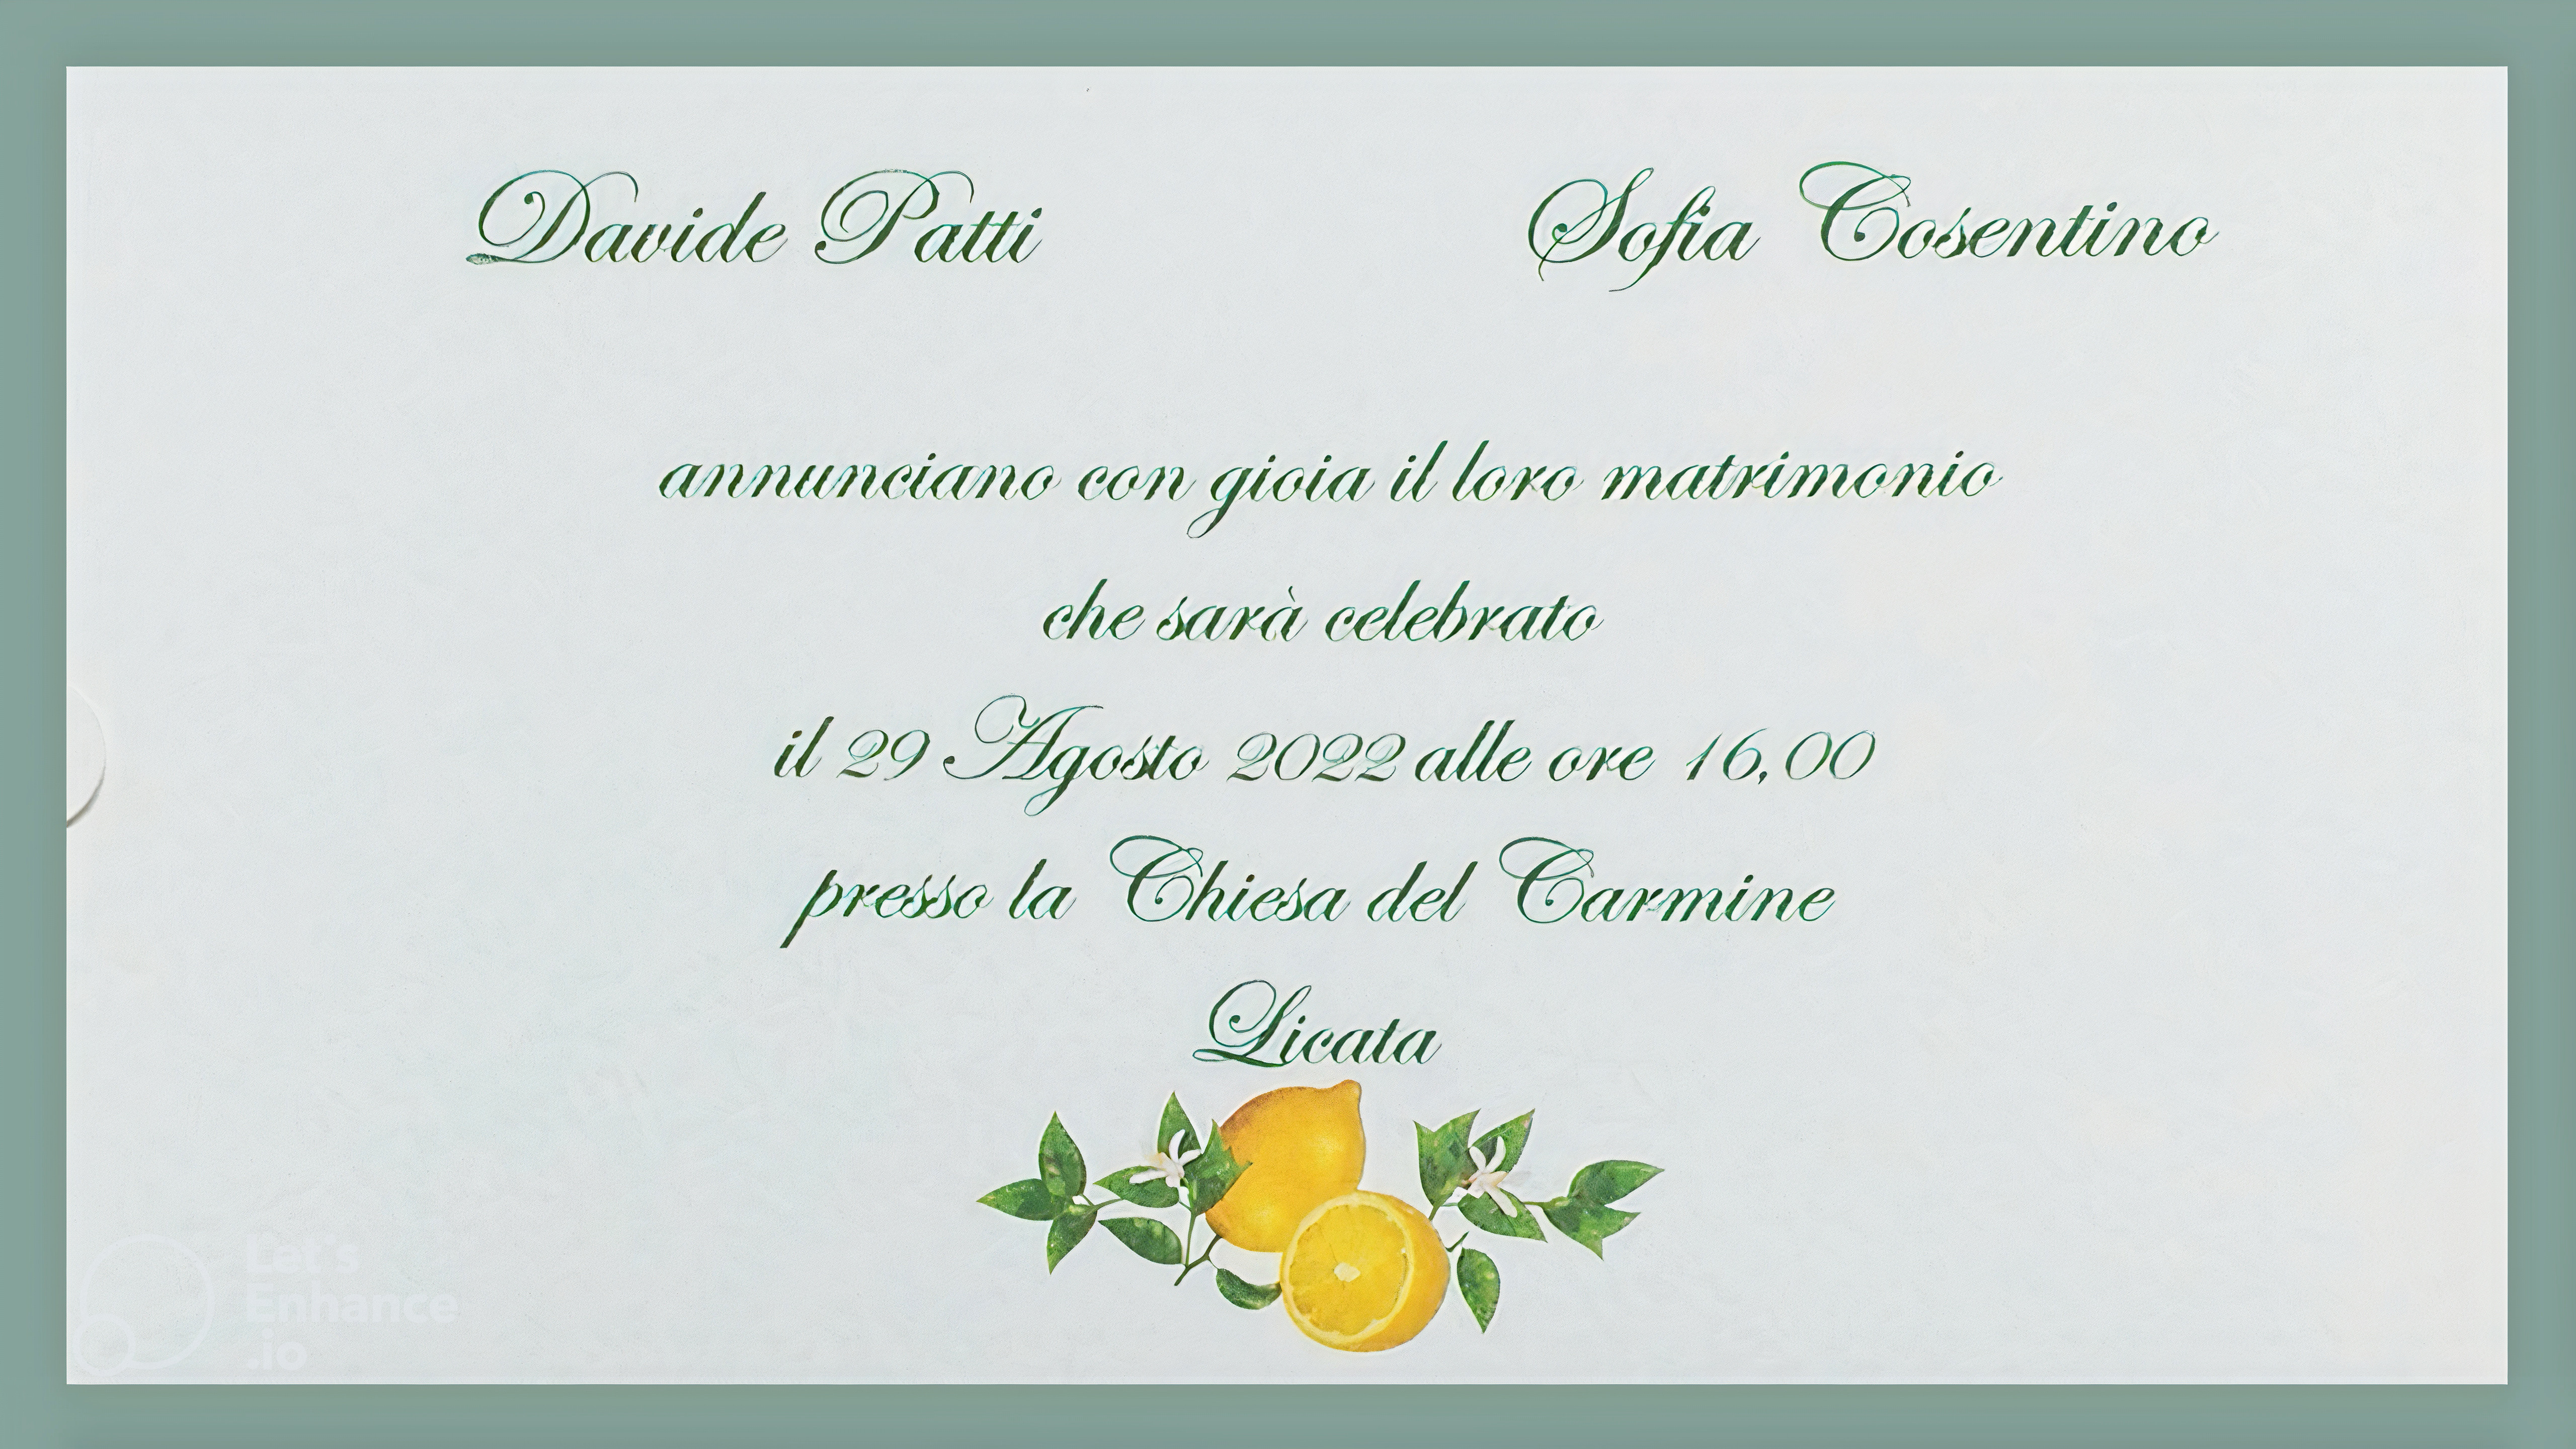 Davide Patti Sofia Cosentino
annunciano con gioia il loro matrimonio
che sarà celebrato
il 29 Agosto 2022 alle ore 16,00
presso la Chiesa del Carmine
Licata
Let's
Enhance
.io